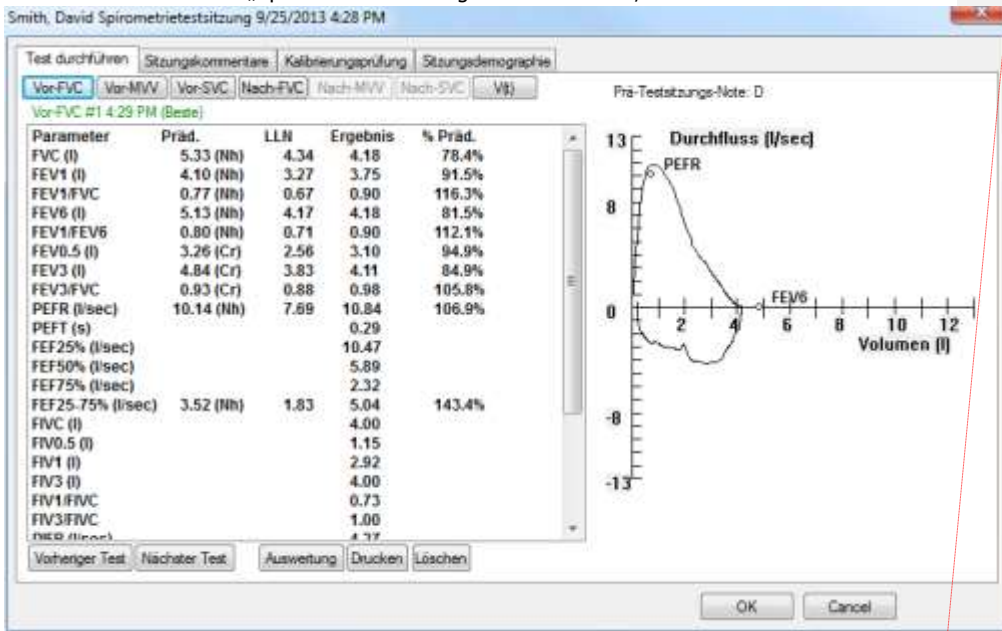 Smith, David Spirometrietestsitzung 9/25/2013 4:28 PM
Test durchführen Sitzungskommentare Kalibrierungsprüfung Sitzungsdemographie
Vor-FVC Vor-MVV Vor-SVC Nach-FVC Nach-MVV Nach-SVC V(t)
Prä-Testsitzungs-Note: D
Vor-FVC #1 4:29 PM (Beste)
Parameter Präd. LLN Ergebnis % Präd.
FVC (l) 5.33 (Nh) 4.34 4.18 78.4%
FEV1 (l) 4.10 (Nh) 3.27 3.75 91.5%
FEV1/FVC 0.77 (Nh) 0.67 0.90 116.3%
FEV6 (l) 5.13 (Nh) 4.17 4.18 81.5%
FEV1/FEV6 0.80 (Nh) 0.71 0.90 112.1%
FEV0.5 (l) 3.26 (Cr) 2.56 3.10 94.9%
FEV3 (l) 4.84 (Cr) 3.83 4.11 84.9%
FEV3/FVC 0.93 (Cr) 0.88 0.98 105.8%
PEFR (l/sec) 10.14 (Nh) 7.69 10.84 106.9%
PEFT (s) 0.29
FEF25% (l/sec) 10.47
FEF50% (l/sec) 5.89
FEF75% (l/sec) 2.32
FEF25-75% (l/sec) 3.52 (Nh) 1.83 5.04 143.4%
FIVC (l) 4.00
FIV0.5 (l) 1.15
FIV1 (l) 2.92
FIV3 (l) 4.00
FIV1/FIVC 0.73
FIV3/FIVC 1.00
13 Durchfluss [l/sec]
PEFR
8
FEV6
0 2 4 6 8 10 12
Volumen [l]
-8
-13
Vorheriger Test Nächster Test Auswertung Drucken Löschen
OK Cancel